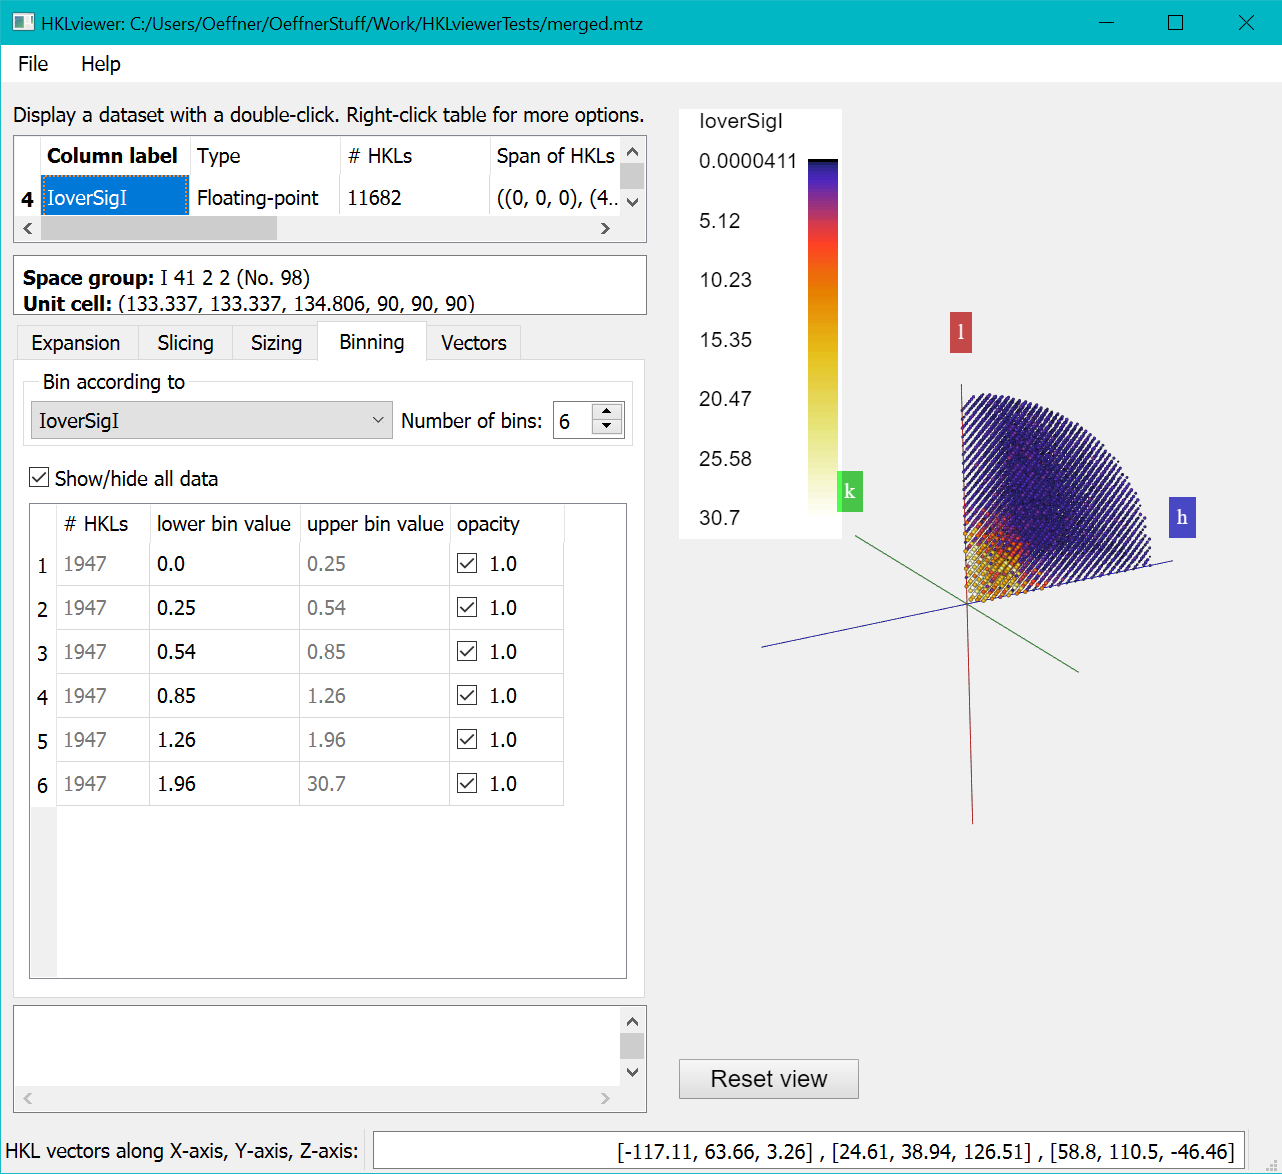 HKLviewer: C:/Users/Oeffner/OeffnerStuff/Work/HKLviewerTests/merged.mtz
File Help
Display a dataset with a double-click. Right-click table for more options.
Column label Type # HKLs Span of HKLs
4 IoverSigI Floating-point 11682 ((0, 0, 0), (4..
Space group: I 41 2 2 (No. 98)
Unit cell: (133.337, 133.337, 134.806, 90, 90, 90)
Expansion Slicing Sizing Binning Vectors
Bin according to
IoverSigI Number of bins: 6
Show/hide all data
# HKLs lower bin value upper bin value opacity
1 1947 0.0 0.25 1.0
2 1947 0.25 0.54 1.0
3 1947 0.54 0.85 1.0
4 1947 0.85 1.26 1.0
5 1947 1.26 1.96 1.0
6 1947 1.96 30.7 1.0
IoverSigI
0.0000411
5.12
10.23
15.35
20.47
25.58
30.7
l
k
h
Reset view
HKL vectors along X-axis, Y-axis, Z-axis: [-117.11, 63.66, 3.26] , [24.61, 38.94, 126.51] , [58.8, 110.5, -46.46]